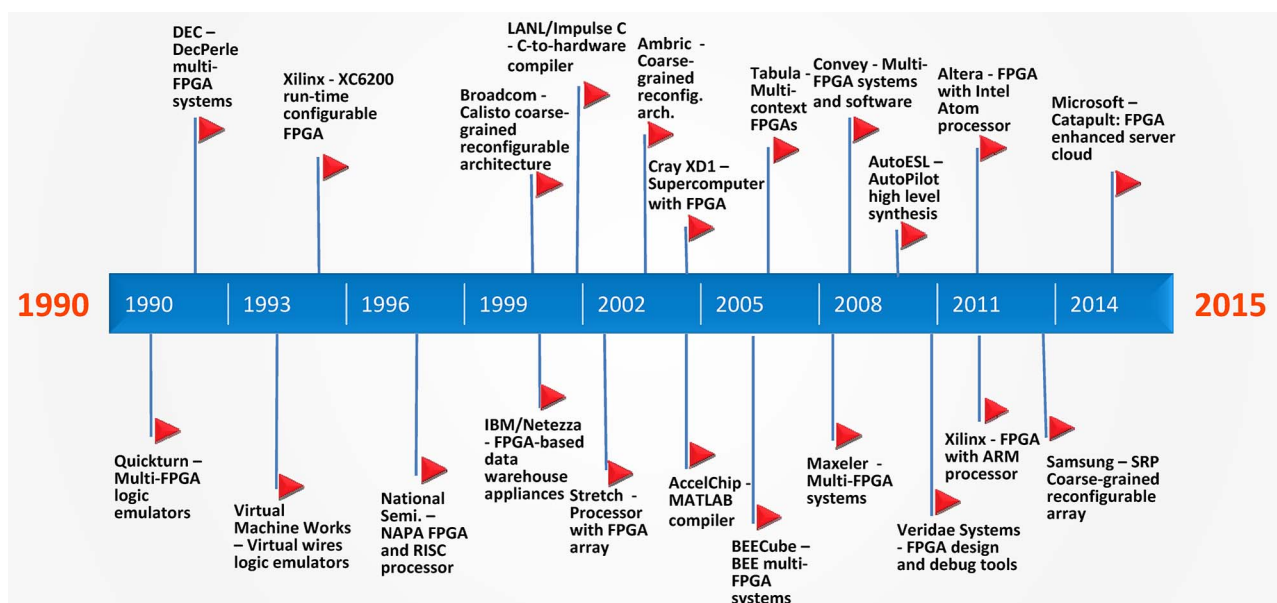 DEC –
DecPerle
multi-
FPGA
systems
Xilinx - XC6200
run-time
configurable
FPGA
LANL/Impulse C
- C-to-hardware
compiler
Broadcom -
Calisto coarse-
grained
reconfigurable
architecture
Ambric -
Coarse-
grained
reconfig.
arch.
Cray XD1 –
Supercomputer
with FPGA
Tabula -
Multi-
context
FPGAs
Convey - Multi-
FPGA systems
and software
AutoESL –
AutoPilot
high level
synthesis
Altera - FPGA
with Intel
Atom
processor
Microsoft –
Catapult: FPGA
enhanced server
cloud
1990
1990
1993
1996
1999
2002
2005
2008
2011
2014
2015
Quickturn –
Multi-FPGA
logic
emulators
Virtual
Machine Works
– Virtual wires
logic emulators
National
Semi. –
NAPA FPGA
and RISC
processor
IBM/Netezza
- FPGA-based
data
warehouse
appliances
Stretch -
Processor
with FPGA
array
AccelChip -
MATLAB
compiler
BEECube –
BEE multi-
FPGA
systems
Maxeler -
Multi-FPGA
systems
Veridae Systems
- FPGA design
and debug tools
Xilinx - FPGA
with ARM
processor
Samsung – SRP
Coarse-grained
reconfigurable
array